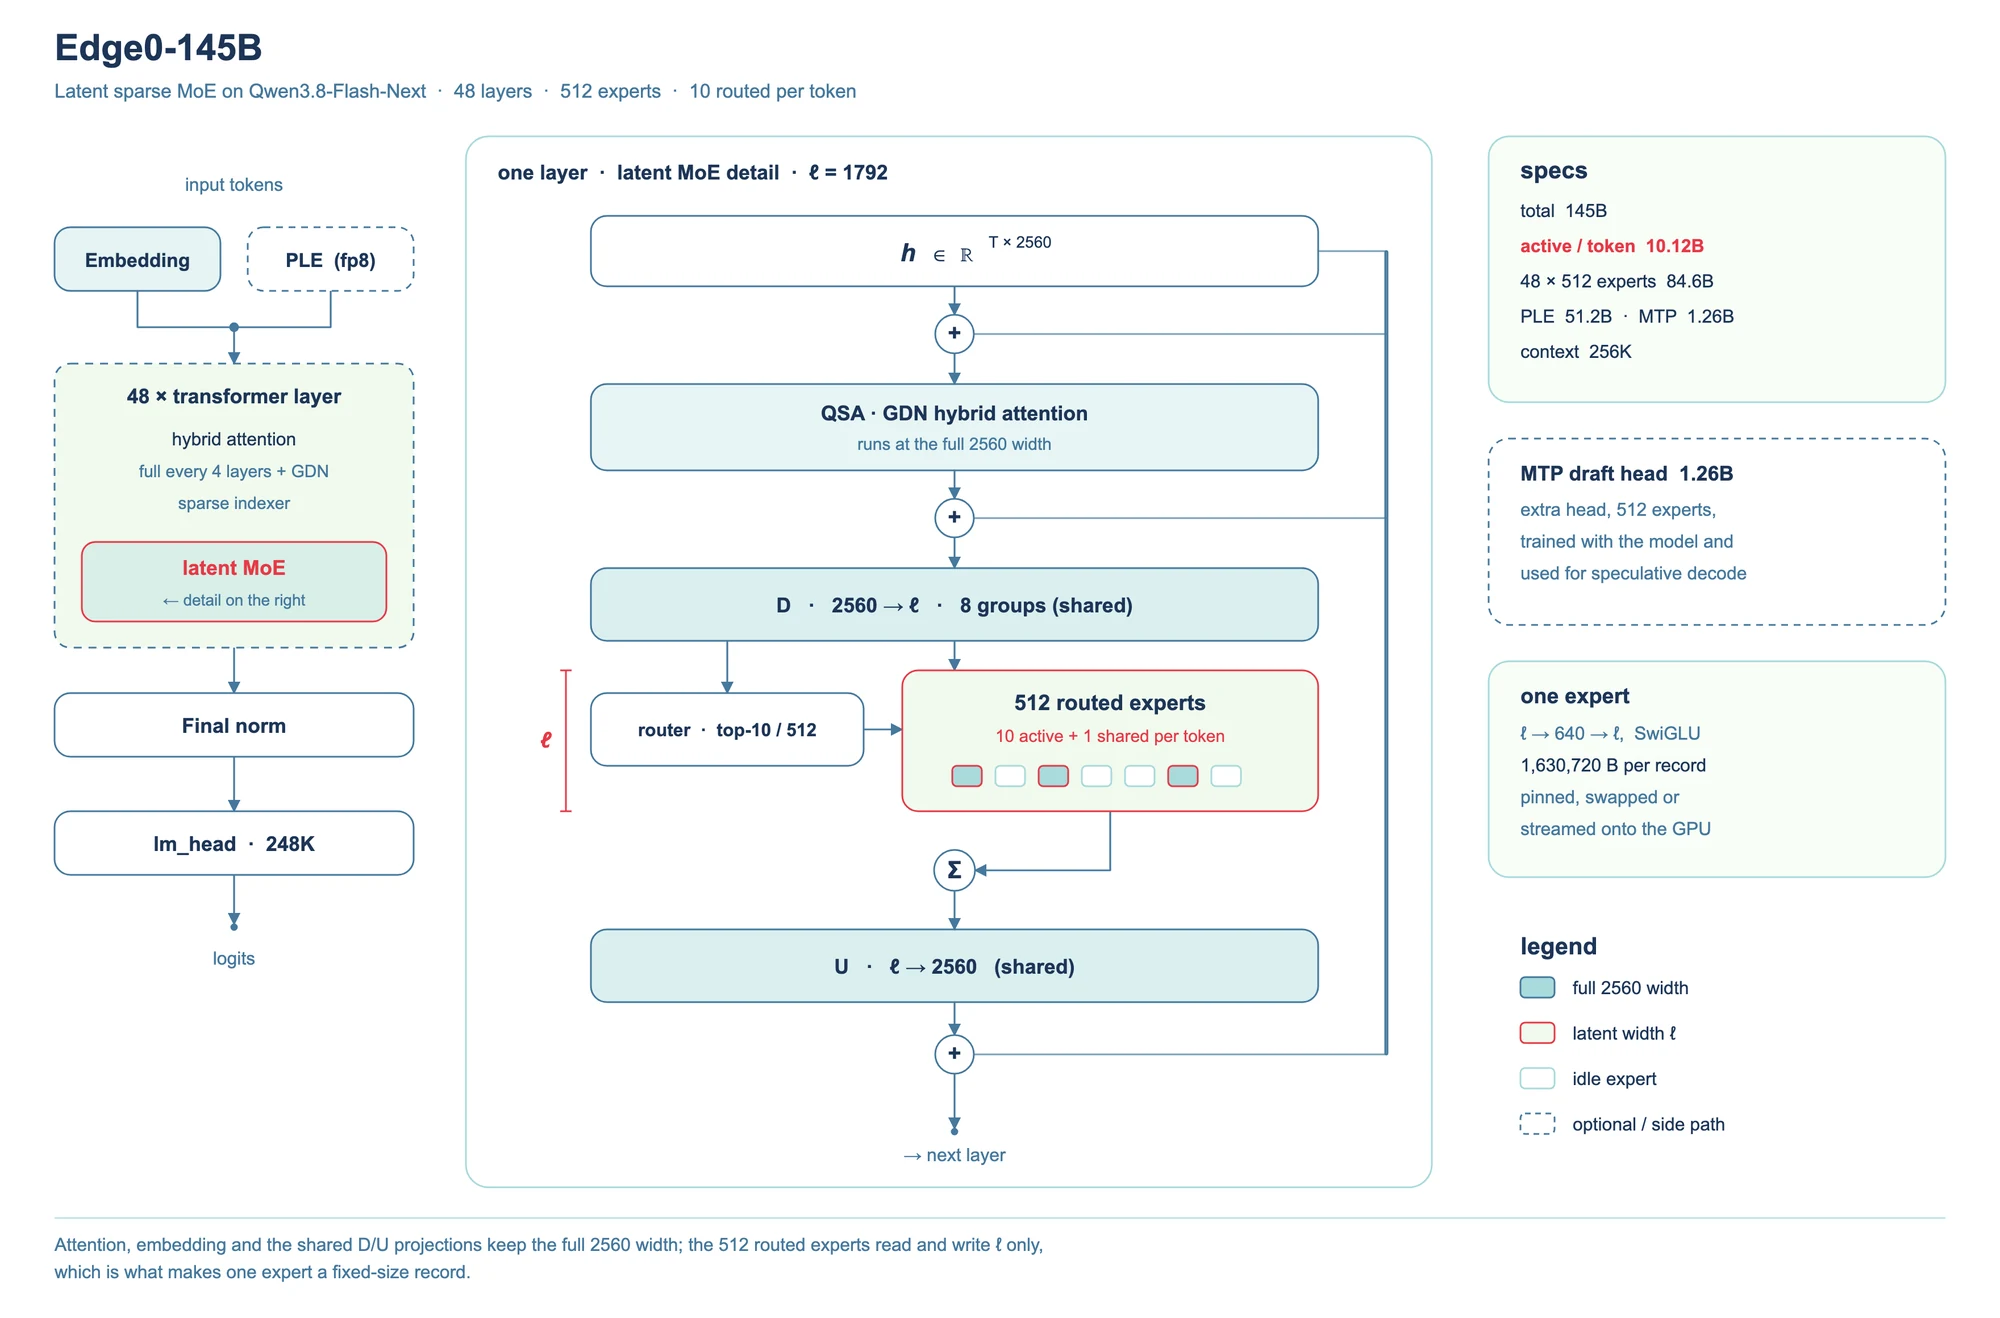 Edge0-145B
Latent sparse MoE on Qwen3.8-Flash-Next · 48 layers · 512 experts · 10 routed per token
input tokens
Embedding
PLE (fp8)
48 × transformer layer
hybrid attention
full every 4 layers + GDN
sparse indexer
latent MoE
← detail on the right
Final norm
lm_head · 248K
logits
one layer · latent MoE detail · ℓ = 1792
h ∈ ℝ T × 2560
+
QSA · GDN hybrid attention
runs at the full 2560 width
+
D · 2560 → ℓ · 8 groups (shared)
ℓ
router · top-10 / 512
512 routed experts
10 active + 1 shared per token
Σ
U · ℓ → 2560 (shared)
+
→ next layer
specs
total 145B
active / token 10.12B
48 × 512 experts 84.6B
PLE 51.2B · MTP 1.26B
context 256K
MTP draft head 1.26B
extra head, 512 experts,
trained with the model and
used for speculative decode
one expert
ℓ → 640 → ℓ, SwiGLU
1,630,720 B per record
pinned, swapped or
streamed onto the GPU
legend
full 2560 width
latent width ℓ
idle expert
optional / side path
Attention, embedding and the shared D/U projections keep the full 2560 width; the 512 routed experts read and write ℓ only,
which is what makes one expert a fixed-size record.